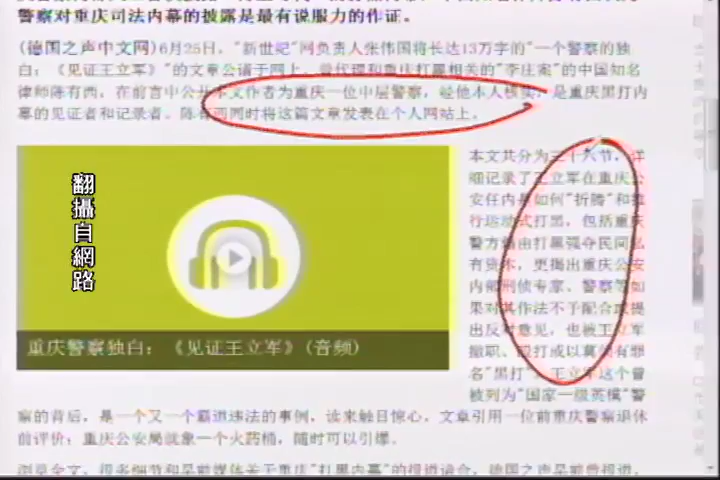 警察对重庆司法内幕的披露是最有说服力的作证。
(德国之声中文网)6月25日，"新世纪"网负责人张伟国将长达13万字的"一个警察的独
白：《见证王立军》"的文章公诸于网上。曾代理和重庆打黑相关的"李庄案"的中国知名
律师陈有西，在前言中公开本文作者为重庆一位中层警察，经他本人核实，是重庆黑打内
幕的见证者和记录者。陈有西同时将这篇文章发表在个人网站上。
翻攝自網路
重庆警察独白：《见证王立军》(音频)
本文共分为三十六节，详
细记录了王立军在重庆公
安任内是如何"折腾"和推
行运动式打黑，包括重庆
警方借由打黑强夺民间私
有资本，更揭出重庆公安
内部刑侦专家、警察等如
果对其作法不予配合或提
出反对意见，也被王立军
撤职、殴打或以莫须有罪
名"黑打"。王立军这个曾
被列为"国家一级英模"警
察的背后，是一个又一个霸道违法的事例，读来触目惊心，文章引用一位前重庆警察退休
前评价：重庆公安局就象一个火药桶，随时可以引爆。